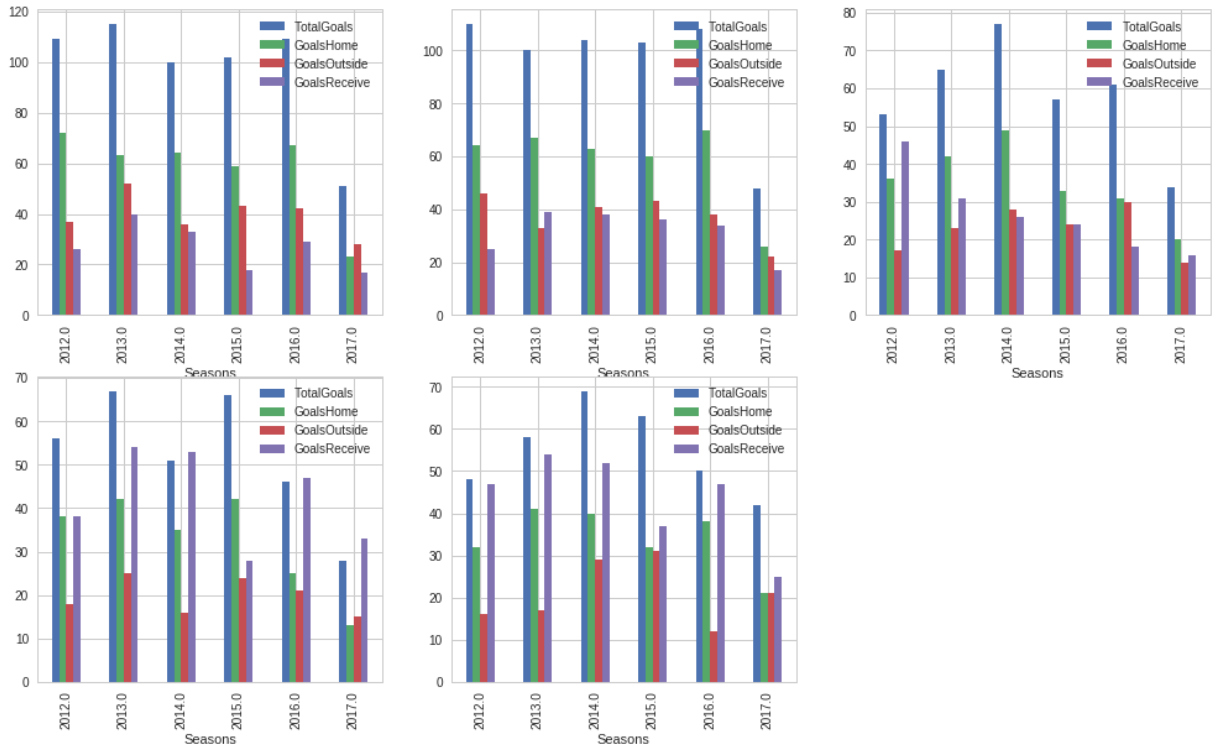 120
100
80
60
40
20
0
TotalGoals
GoalsHome
GoalsOutside
GoalsReceive
2012.0
2013.0
2014.0
2015.0
2016.0
2017.0
Seasons
100
80
60
40
20
0
TotalGoals
GoalsHome
GoalsOutside
GoalsReceive
2012.0
2013.0
2014.0
2015.0
2016.0
2017.0
Seasons
80
70
60
50
40
30
20
10
0
TotalGoals
GoalsHome
GoalsOutside
GoalsReceive
2012.0
2013.0
2014.0
2015.0
2016.0
2017.0
Seasons
70
60
50
40
30
20
10
0
TotalGoals
GoalsHome
GoalsOutside
GoalsReceive
2012.0
2013.0
2014.0
2015.0
2016.0
2017.0
Seasons
70
60
50
40
30
20
10
0
TotalGoals
GoalsHome
GoalsOutside
GoalsReceive
2012.0
2013.0
2014.0
2015.0
2016.0
2017.0
Seasons